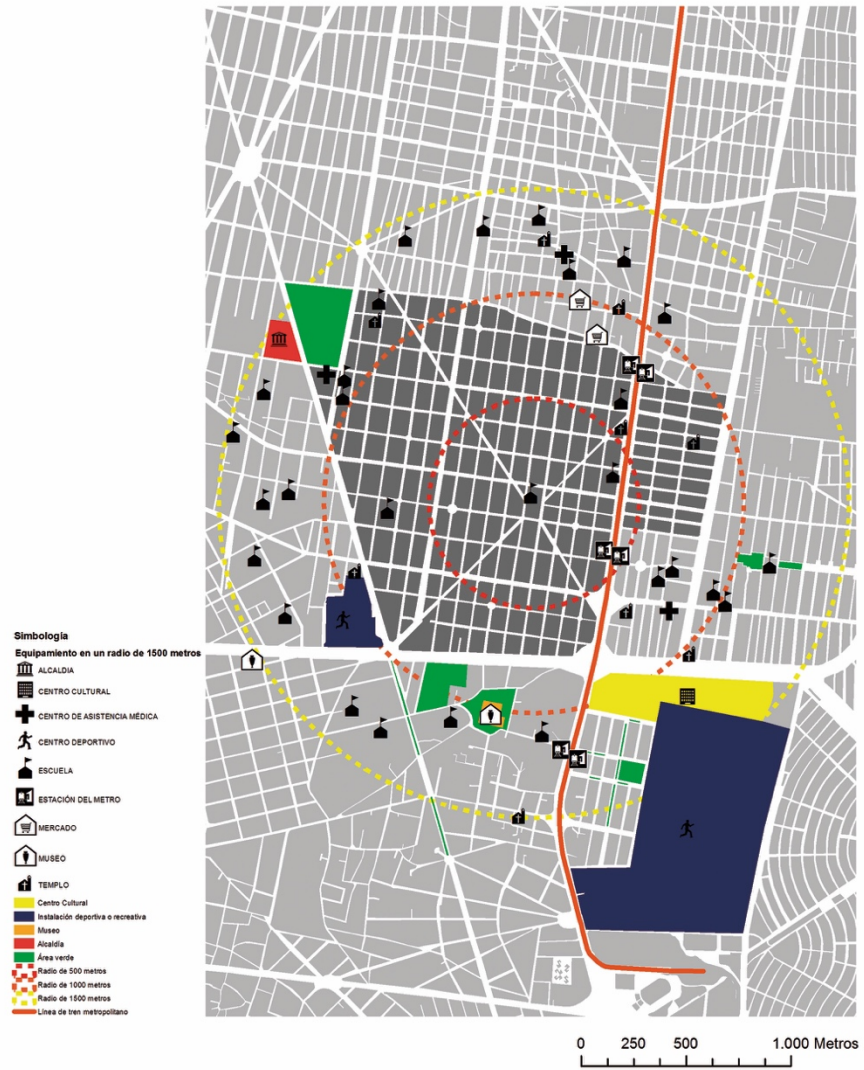 Simbología
Equipamiento en un radio de 1500 metros
ALCALDIA
CENTRO CULTURAL
CENTRO DE ASISTENCIA MÉDICA
CENTRO DEPORTIVO
ESCUELA
ESTACIÓN DEL METRO
MERCADO
MUSEO
TEMPLO
Centro Cultural
Instalación deportiva o recreativa
Museo
Alcaldía
Área verde
Radio de 500 metros
Radio de 1000 metros
Radio de 1500 metros
Línea de tren metropolitano
0 250 500 1.000 Metros